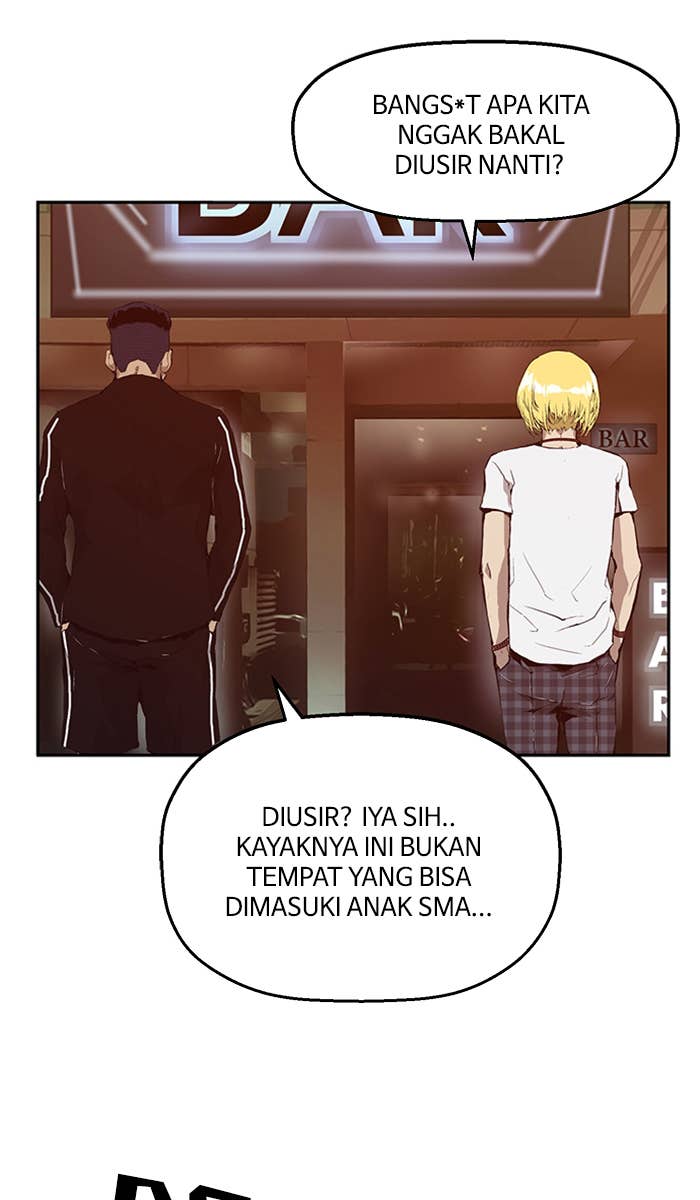 BANGS*T APA KITA
NGGAK BAKAL
DIUSIR NANTI?
BAR
BAR
B
A
R
DIUSIR? IYA SIH..
KAYAKNYA INI BUKAN
TEMPAT YANG BISA
DIMASUKI ANAK SMA...